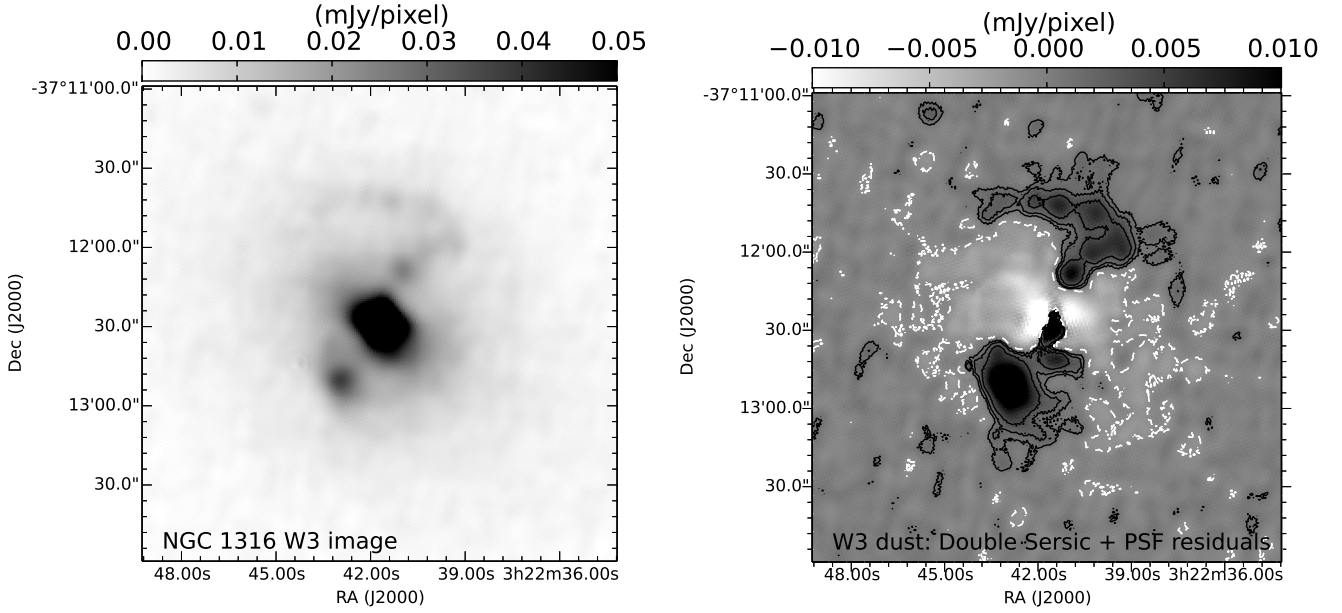 (mJy/pixel)
0.00 0.01 0.02 0.03 0.04 0.05
-37°11'00.0"
30.0"
12'00.0"
30.0"
13'00.0"
30.0"
Dec (J2000)
NGC 1316 W3 image
48.00s 45.00s 42.00s 39.00s 3h22m36.00s
RA (J2000)
(mJy/pixel)
−0.010 −0.005 0.000 0.005 0.010
-37°11'00.0"
30.0"
12'00.0"
30.0"
13'00.0"
30.0"
Dec (J2000)
W3 dust: Double Sersic + PSF residuals
48.00s 45.00s 42.00s 39.00s 3h22m36.00s
RA (J2000)